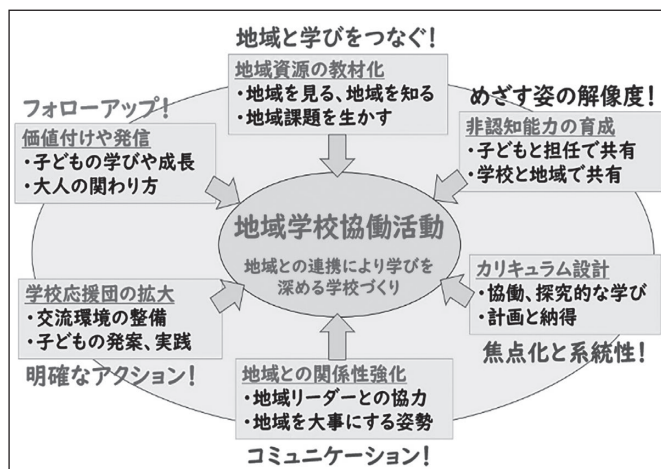 地域と学びをつなぐ!
地域資源の教材化
・地域を見る、地域を知る
・地域課題を生かす
フォローアップ!
価値付けや発信
・子どもの学びや成長
・大人の関わり方
めざす姿の解像度!
非認知能力の育成
・子どもと担任で共有
・学校と地域で共有
地域学校協働活動
地域との連携により学びを
深める学校づくり
学校応援団の拡大
・交流環境の整備
・子どもの発案、実践
明確なアクション!
カリキュラム設計
・協働、探究的な学び
・計画と納得
焦点化と系統性!
地域との関係性強化
・地域リーダーとの協力
・地域を大事にする姿勢
コミュニケーション!